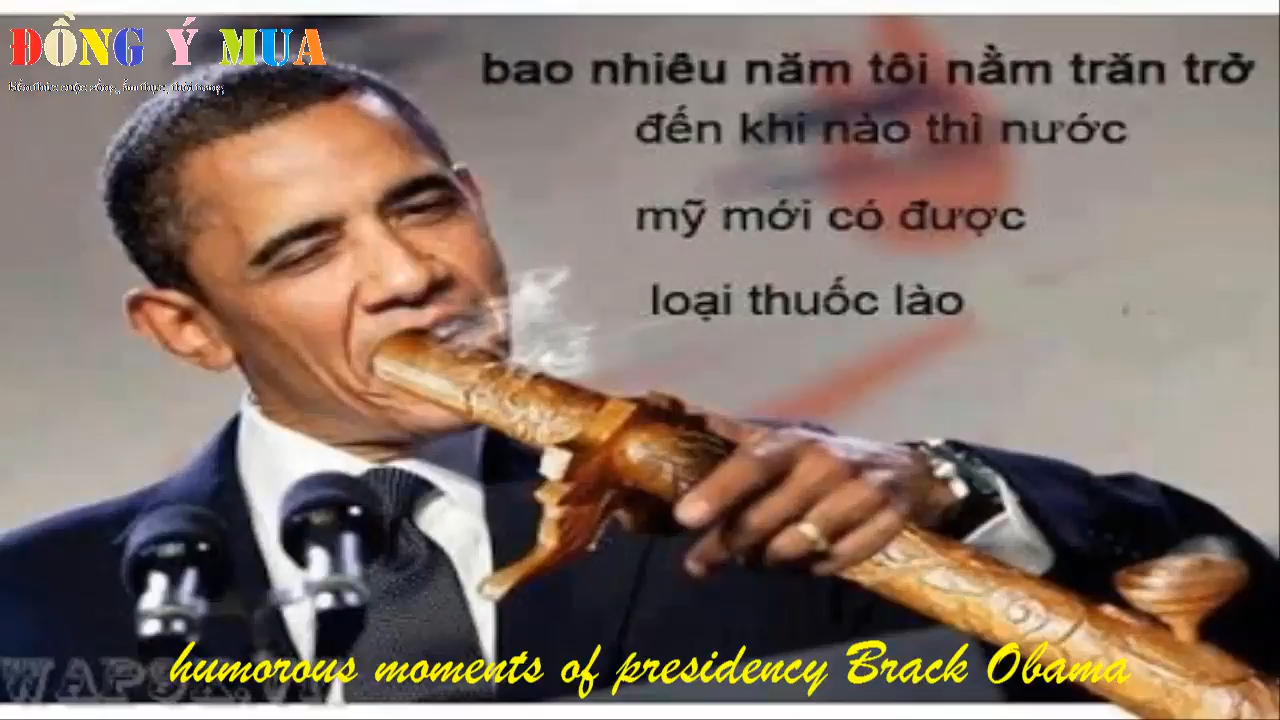 ĐỒNG Ý MUA
bao nhiêu năm tôi nằm trăn trở
đến khi nào thì nước
mỹ mới có được
loại thuốc lào
humorous moments of presidency Brack Obama